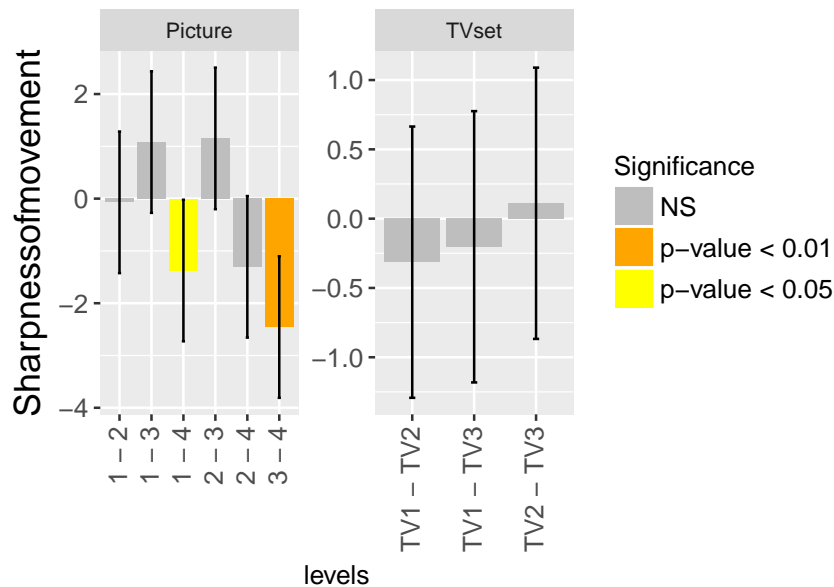 Picture
TVset
Sharpnessofmovement
2
0
−2
−4
1.0
0.5
0.0
−0.5
−1.0
1 − 2
1 − 3
1 − 4
2 − 3
2 − 4
3 − 4
TV1 − TV2
TV1 − TV3
TV2 − TV3
levels
Significance
NS
p−value < 0.01
p−value < 0.05